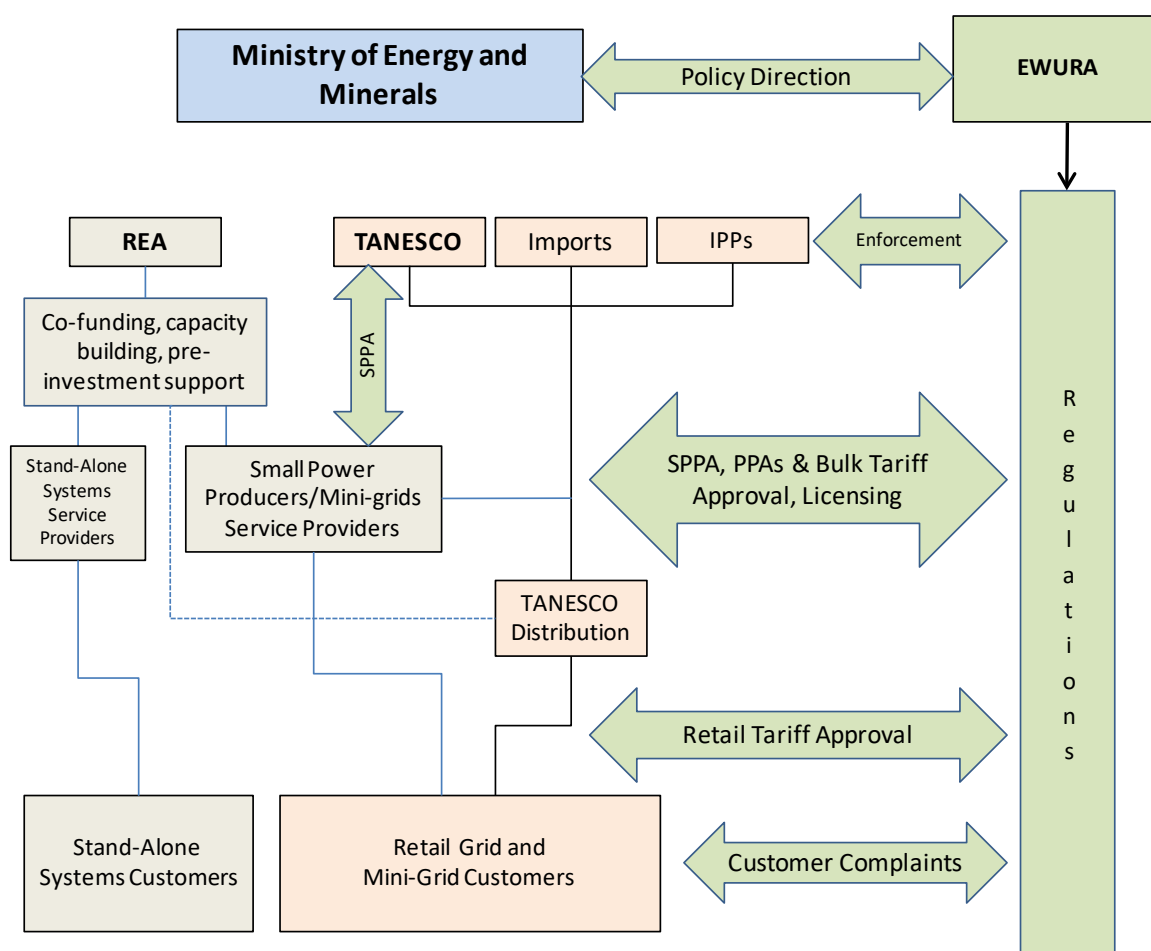 Ministry of Energy and
Minerals
Policy Direction
EWURA
REA
TANESCO
Imports
IPPs
Enforcement
Co-funding, capacity
building, pre-
investment support
SPPA
Stand-Alone
Systems
Service
Providers
Small Power
Producers/Mini-grids
Service Providers
SPPA, PPAs & Bulk Tariff
Approval, Licensing
Regulations
TANESCO
Distribution
Retail Tariff Approval
Stand-Alone
Systems Customers
Retail Grid and
Mini-Grid Customers
Customer Complaints